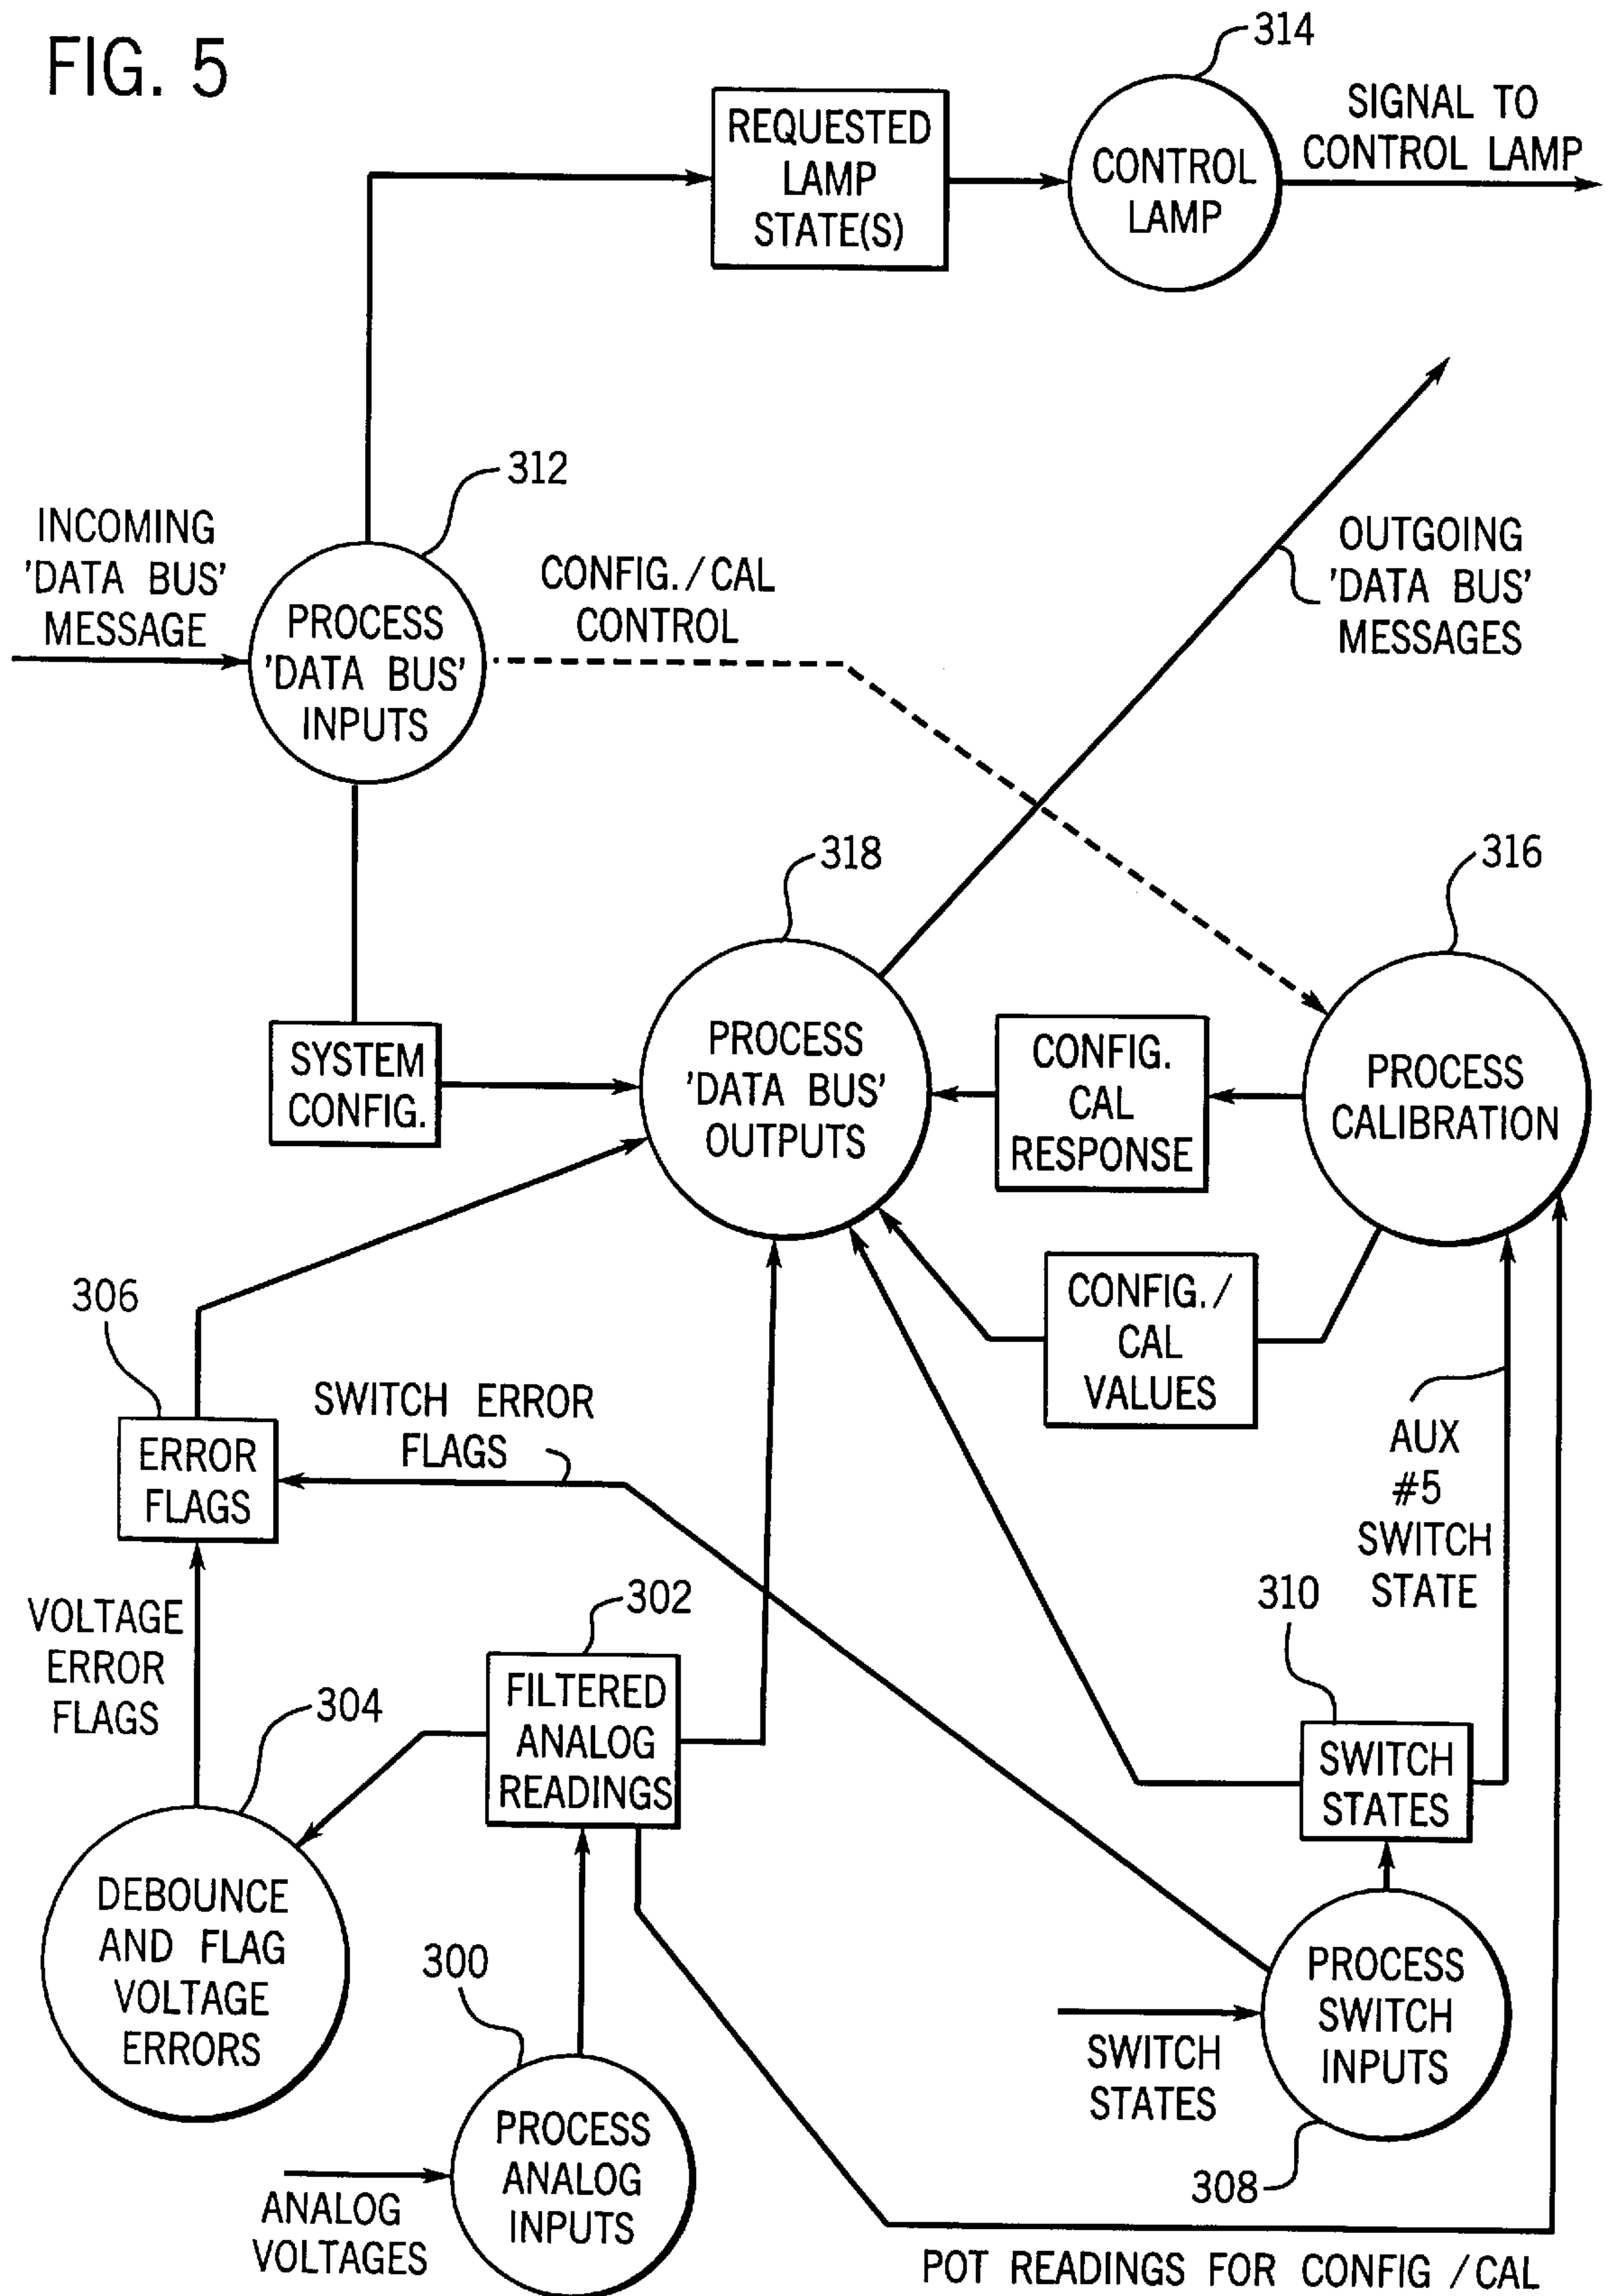 FIG. 5
314
REQUESTED
LAMP
STATE(S)
CONTROL
LAMP
SIGNAL TO
CONTROL LAMP
312
INCOMING
'DATA BUS'
MESSAGE
PROCESS
'DATA BUS'
INPUTS
CONFIG./CAL
CONTROL
OUTGOING
'DATA BUS'
MESSAGES
318
316
SYSTEM
CONFIG.
PROCESS
'DATA BUS'
OUTPUTS
CONFIG.
CAL
RESPONSE
PROCESS
CALIBRATION
306
CONFIG./
CAL
VALUES
SWITCH ERROR
FLAGS
ERROR
FLAGS
AUX
#5
SWITCH
STATE
302
310
VOLTAGE
ERROR
FLAGS
304
FILTERED
ANALOG
READINGS
SWITCH
STATES
DEBOUNCE
AND FLAG
VOLTAGE
ERRORS
300
PROCESS
SWITCH
INPUTS
SWITCH
STATES
308
PROCESS
ANALOG
INPUTS
ANALOG
VOLTAGES
POT READINGS FOR CONFIG /CAL